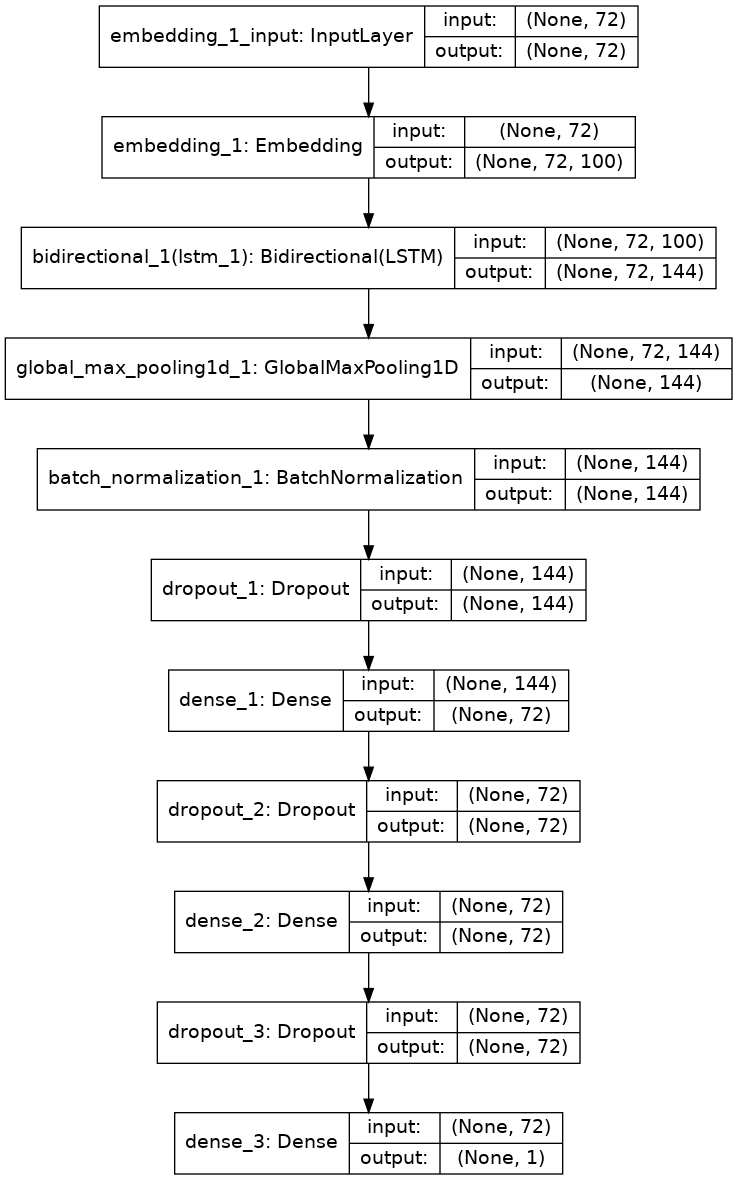 embedding_1_input: InputLayer
input: (None, 72)
output: (None, 72)
embedding_1: Embedding
input: (None, 72)
output: (None, 72, 100)
bidirectional_1(lstm_1): Bidirectional(LSTM)
input: (None, 72, 100)
output: (None, 72, 144)
global_max_pooling1d_1: GlobalMaxPooling1D
input: (None, 72, 144)
output: (None, 144)
batch_normalization_1: BatchNormalization
input: (None, 144)
output: (None, 144)
dropout_1: Dropout
input: (None, 144)
output: (None, 144)
dense_1: Dense
input: (None, 144)
output: (None, 72)
dropout_2: Dropout
input: (None, 72)
output: (None, 72)
dense_2: Dense
input: (None, 72)
output: (None, 72)
dropout_3: Dropout
input: (None, 72)
output: (None, 72)
dense_3: Dense
input: (None, 72)
output: (None, 1)